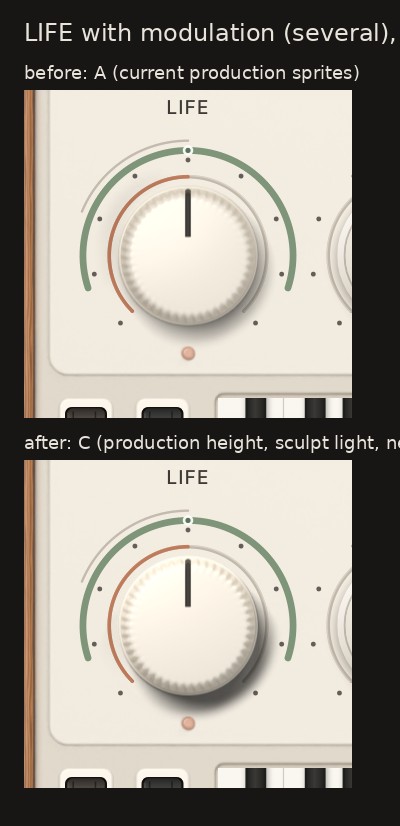 LIFE with modulation (several),
before: A (current production sprites)
LIFE
after: C (production height, sculpt light,
LIFE